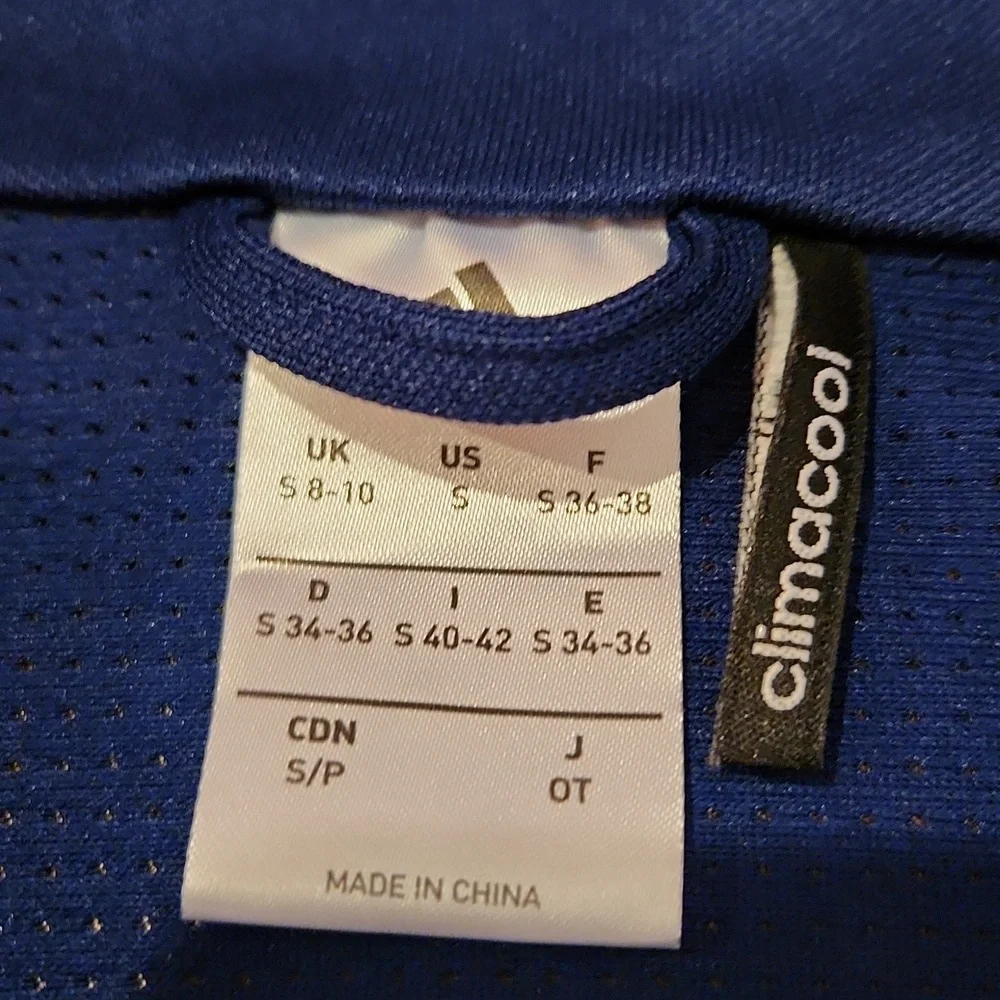 UK US F
S 8-10 S S 36-38
D I E
S 34-36 S 40-42 S 34-36
CDN J
S/P OT
MADE IN CHINA
climacool